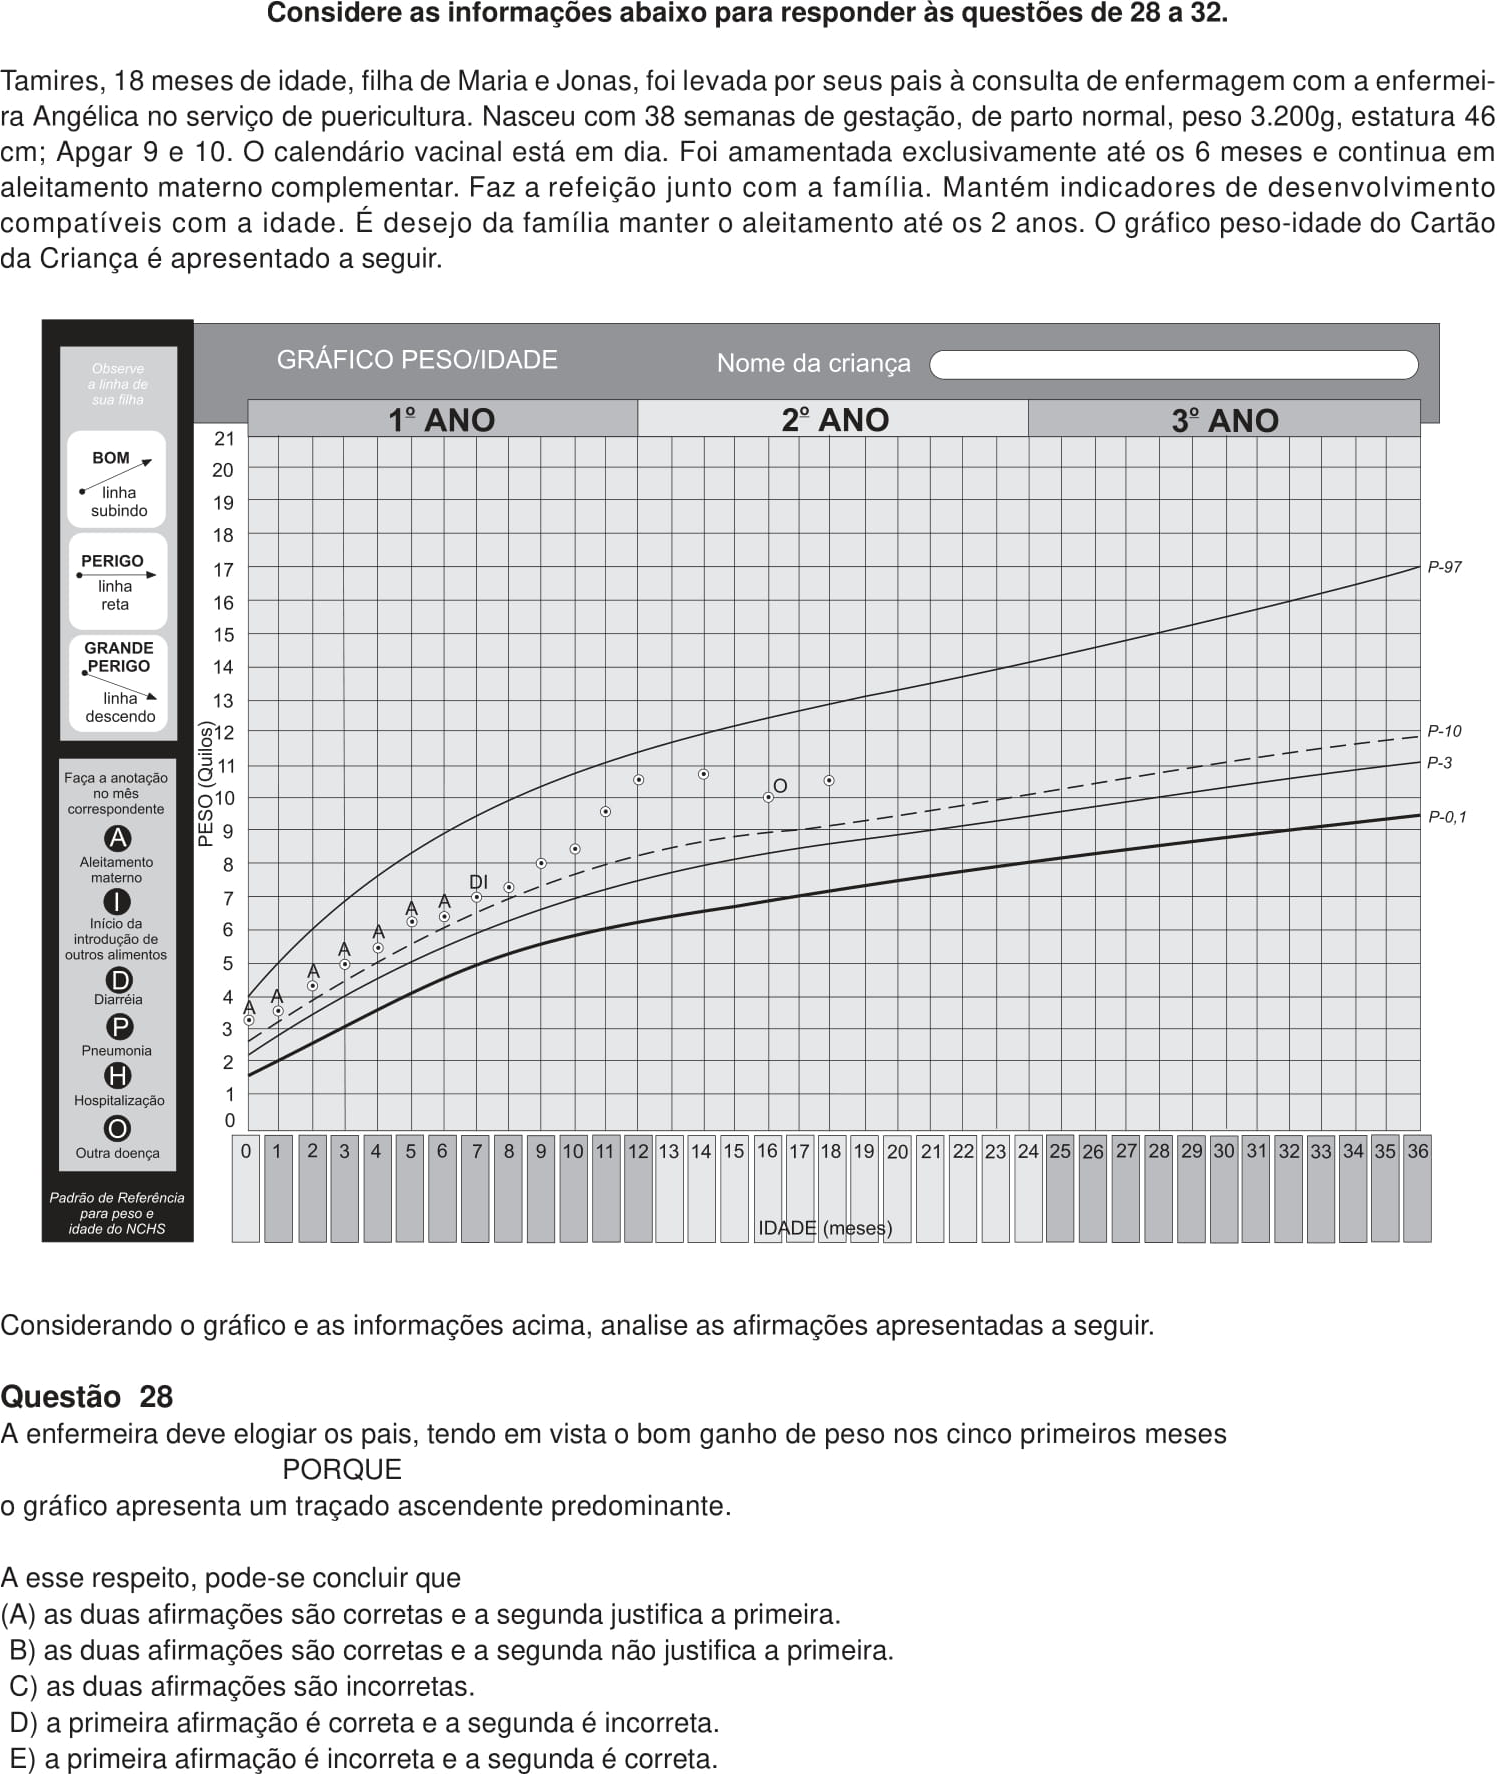 Considere as informações abaixo para responder às questões de 28 a 32.
Tamires, 18 meses de idade, filha de Maria e Jonas, foi levada por seus pais à consulta de enfermagem com a enfermei-
ra Angélica no serviço de puericultura. Nasceu com 38 semanas de gestação, de parto normal, peso 3.200g, estatura 46
cm; Apgar 9 e 10. O calendário vacinal está em dia. Foi amamentada exclusivamente até os 6 meses e continua em
aleitamento materno complementar. Faz a refeição junto com a família. Mantém indicadores de desenvolvimento
compatíveis com a idade. É desejo da família manter o aleitamento até os 2 anos. O gráfico peso-idade do Cartão
da Criança é apresentado a seguir.
GRÁFICO PESO/IDADE
Nome da criança
1º ANO
2º ANO
3º ANO
Observe
a linha de
sua filha
BOM
linha
subindo
PERIGO
linha
reta
GRANDE
PERIGO
linha
descendo
Faça a anotação
no mês
correspondente
A
Aleitamento
materno
I
Início da
introdução de
outros alimentos
D
Diarréia
P
Pneumonia
H
Hospitalização
O
Outra doença
Padrão de Referência
para peso e
idade do NCHS
PESO (Quilos)
21
20
19
18
17
16
15
14
13
12
11
10
9
8
7
6
5
4
3
2
1
0
P-97
P-10
P-3
P-0,1
A
A
A
A
A
A
A
DI
O
0 1 2 3 4 5 6 7 8 9 10 11 12 13 14 15 16 17 18 19 20 21 22 23 24 25 26 27 28 29 30 31 32 33 34 35 36
IDADE (meses)
Considerando o gráfico e as informações acima, analise as afirmações apresentadas a seguir.
Questão 28
A enfermeira deve elogiar os pais, tendo em vista o bom ganho de peso nos cinco primeiros meses
PORQUE
o gráfico apresenta um traçado ascendente predominante.
A esse respeito, pode-se concluir que
(A) as duas afirmações são corretas e a segunda justifica a primeira.
B) as duas afirmações são corretas e a segunda não justifica a primeira.
C) as duas afirmações são incorretas.
D) a primeira afirmação é correta e a segunda é incorreta.
E) a primeira afirmação é incorreta e a segunda é correta.